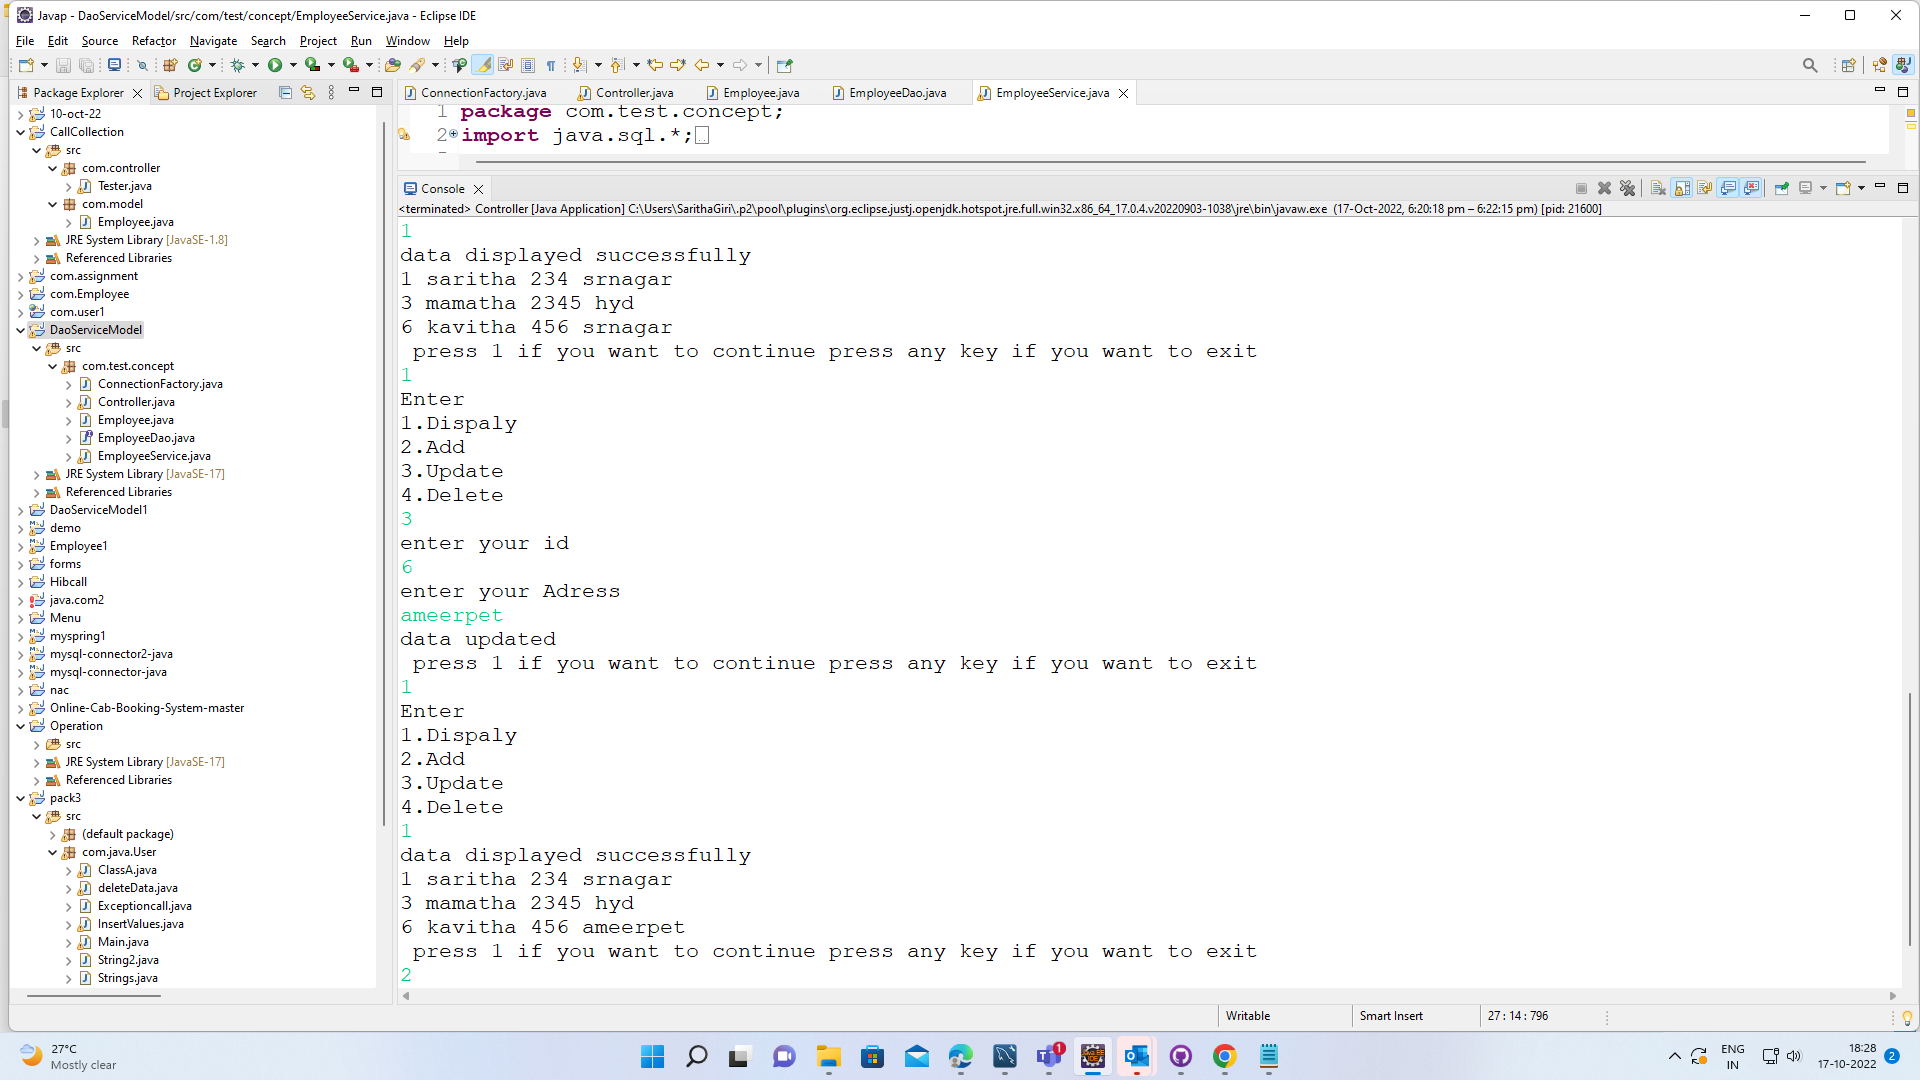 Javap - DaoServiceModel/src/com/test/concept/EmployeeService.java - Eclipse IDE
File Edit Source Refactor Navigate Search Project Run Window Help
Package Explorer
Project Explorer
10-oct-22
CallCollection
src
com.controller
Tester.java
com.model
Employee.java
JRE System Library [JavaSE-1.8]
Referenced Libraries
com.assignment
com.Employee
com.user1
DaoServiceModel
src
com.test.concept
ConnectionFactory.java
Controller.java
Employee.java
EmployeeDao.java
EmployeeService.java
JRE System Library [JavaSE-17]
Referenced Libraries
DaoServiceModel1
demo
Employee1
forms
Hibcall
java.com2
Menu
myspring1
mysql-connector2-java
mysql-connector-java
nac
Online-Cab-Booking-System-master
Operation
src
JRE System Library [JavaSE-17]
Referenced Libraries
pack3
src
(default package)
com.java.User
ClassA.java
deleteData.java
Exceptioncall.java
InsertValues.java
Main.java
String2.java
Strings.java
ConnectionFactory.java Controller.java Employee.java EmployeeDao.java EmployeeService.java
1 package com.test.concept;
2 import java.sql.*;
Console
<terminated> Controller [Java Application] C:\Users\SarithaGiri\.p2\pool\plugins\org.eclipse.justj.openjdk.hotspot.jre.full.win32.x86_64_17.0.4.v20220903-1038\jre\bin\javaw.exe (17-Oct-2022, 6:20:18 pm – 6:22:15 pm) [pid: 21600]
1
data displayed successfully
1 saritha 234 srnagar
3 mamatha 2345 hyd
6 kavitha 456 srnagar
press 1 if you want to continue press any key if you want to exit
1
Enter
1.Dispaly
2.Add
3.Update
4.Delete
3
enter your id
6
enter your Adress
ameerpet
data updated
press 1 if you want to continue press any key if you want to exit
1
Enter
1.Dispaly
2.Add
3.Update
4.Delete
1
data displayed successfully
1 saritha 234 srnagar
3 mamatha 2345 hyd
6 kavitha 456 ameerpet
press 1 if you want to continue press any key if you want to exit
2
Writable
Smart Insert
27 : 14 : 796
27°C
Mostly clear
1
ENG
IN
18:28
17-10-2022
2